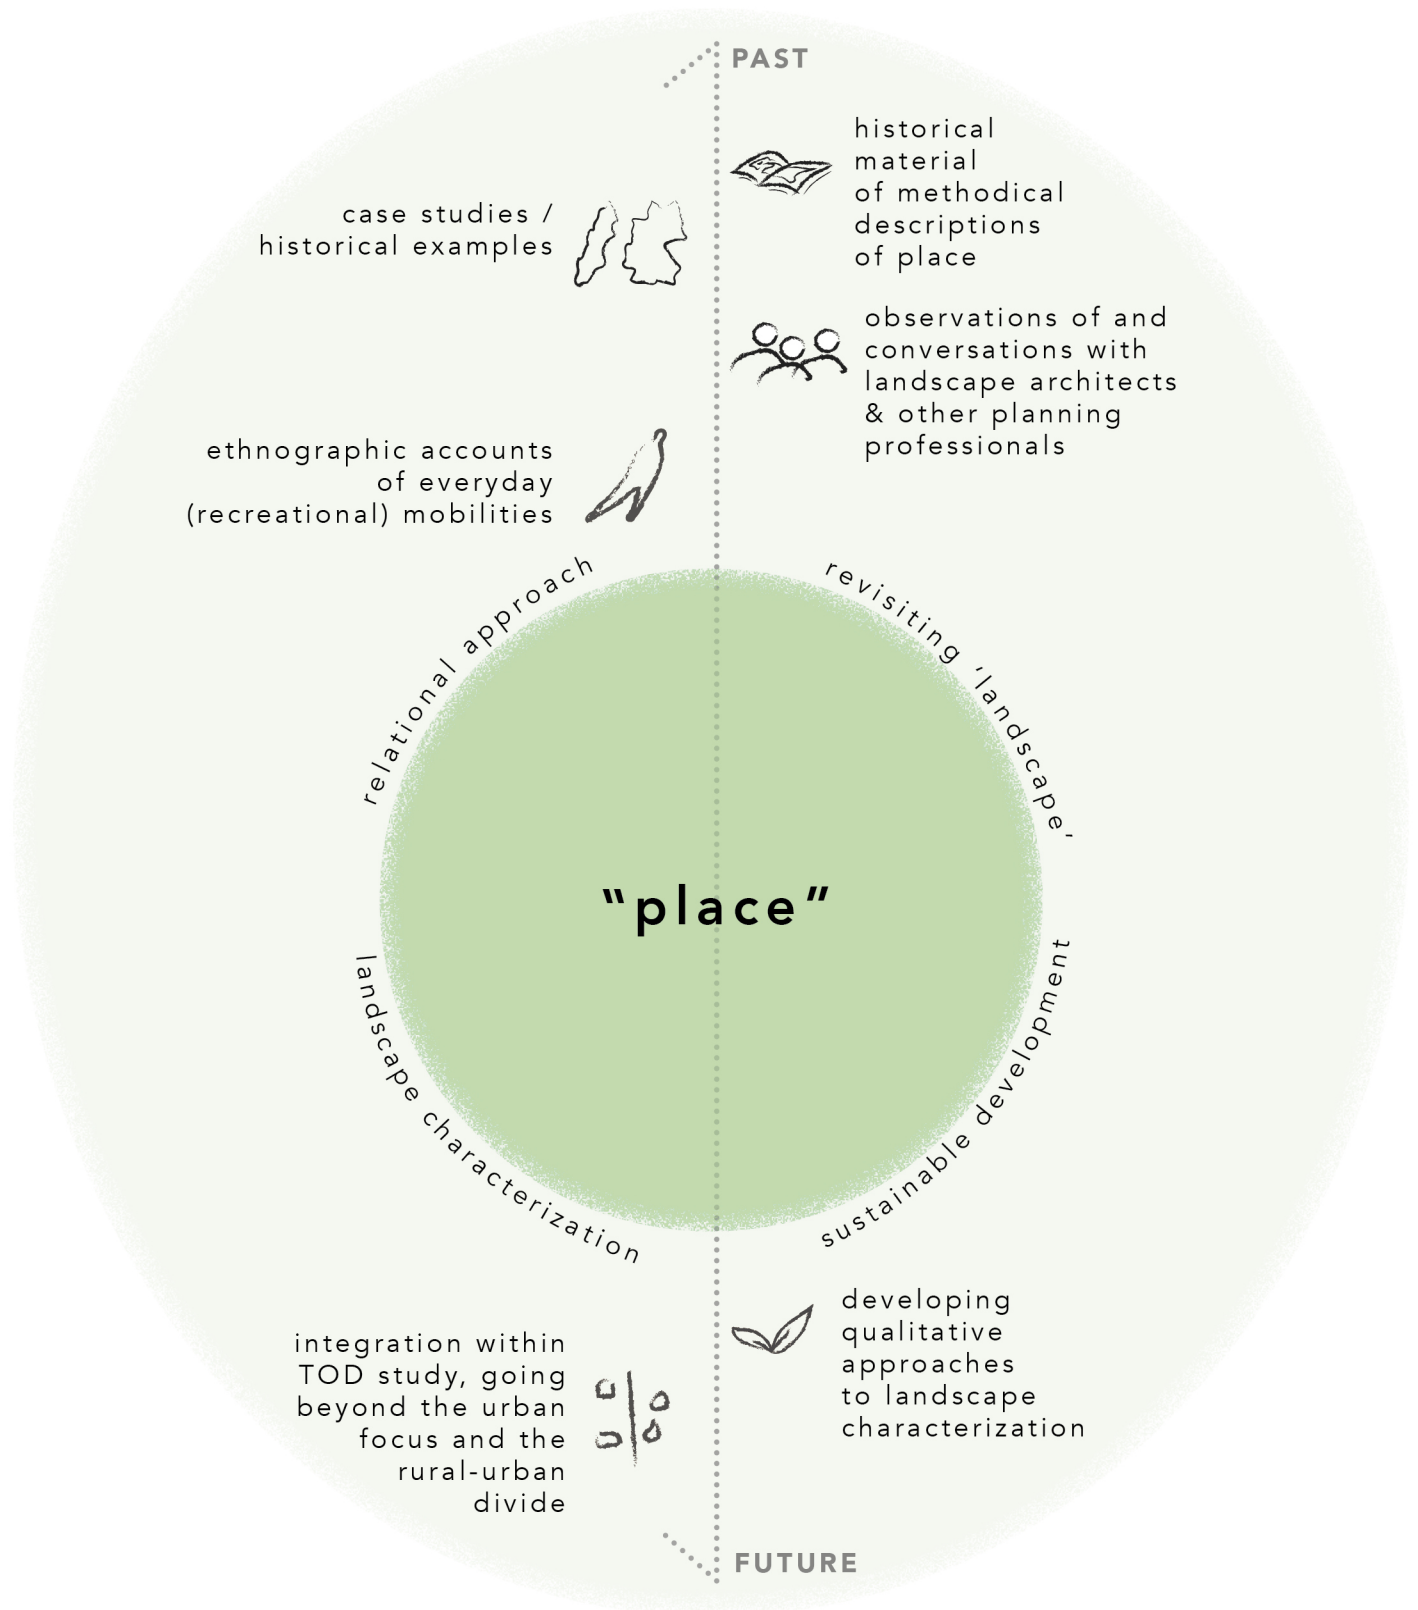 PAST
historical
material
of methodical
descriptions
of place
case studies /
historical examples
observations of and
conversations with
landscape architects
& other planning
professionals
ethnographic accounts
of everyday
(recreational) mobilities
relational approach
revisiting ‘landscape’
“place”
landscape characterization
sustainable development
developing
qualitative
approaches
to landscape
characterization
integration within
TOD study, going
beyond the urban
focus and the
rural-urban
divide
FUTURE